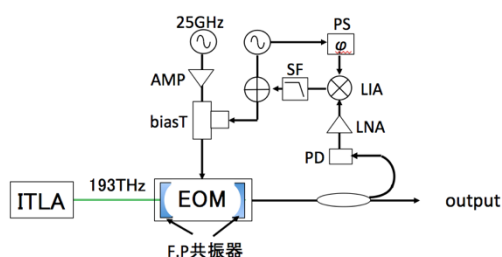 25GHz
PS
φ
AMP
SF
LIA
biasT
LNA
PD
193THz
ITLA
EOM
output
F.P共振器